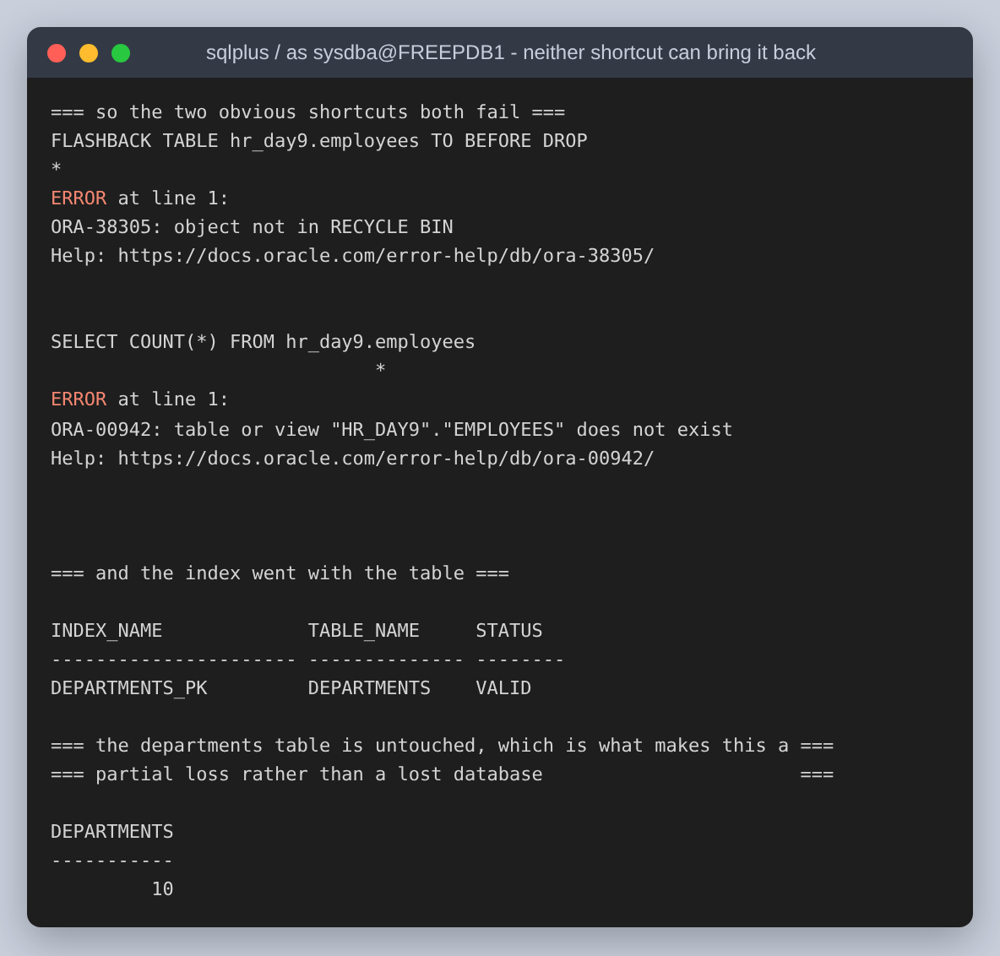 sqlplus / as sysdba@FREEPDB1 - neither shortcut can bring it back
=== so the two obvious shortcuts both fail ===
FLASHBACK TABLE hr_day9.employees TO BEFORE DROP
*
ERROR at line 1:
ORA-38305: object not in RECYCLE BIN
Help: https://docs.oracle.com/error-help/db/ora-38305/
SELECT COUNT(*) FROM hr_day9.employees
                             *
ERROR at line 1:
ORA-00942: table or view "HR_DAY9"."EMPLOYEES" does not exist
Help: https://docs.oracle.com/error-help/db/ora-00942/
=== and the index went with the table ===
INDEX_NAME             TABLE_NAME     STATUS
---------------------- -------------- --------
DEPARTMENTS_PK         DEPARTMENTS    VALID
=== the departments table is untouched, which is what makes this a ===
=== partial loss rather than a lost database                       ===
DEPARTMENTS
-----------
         10